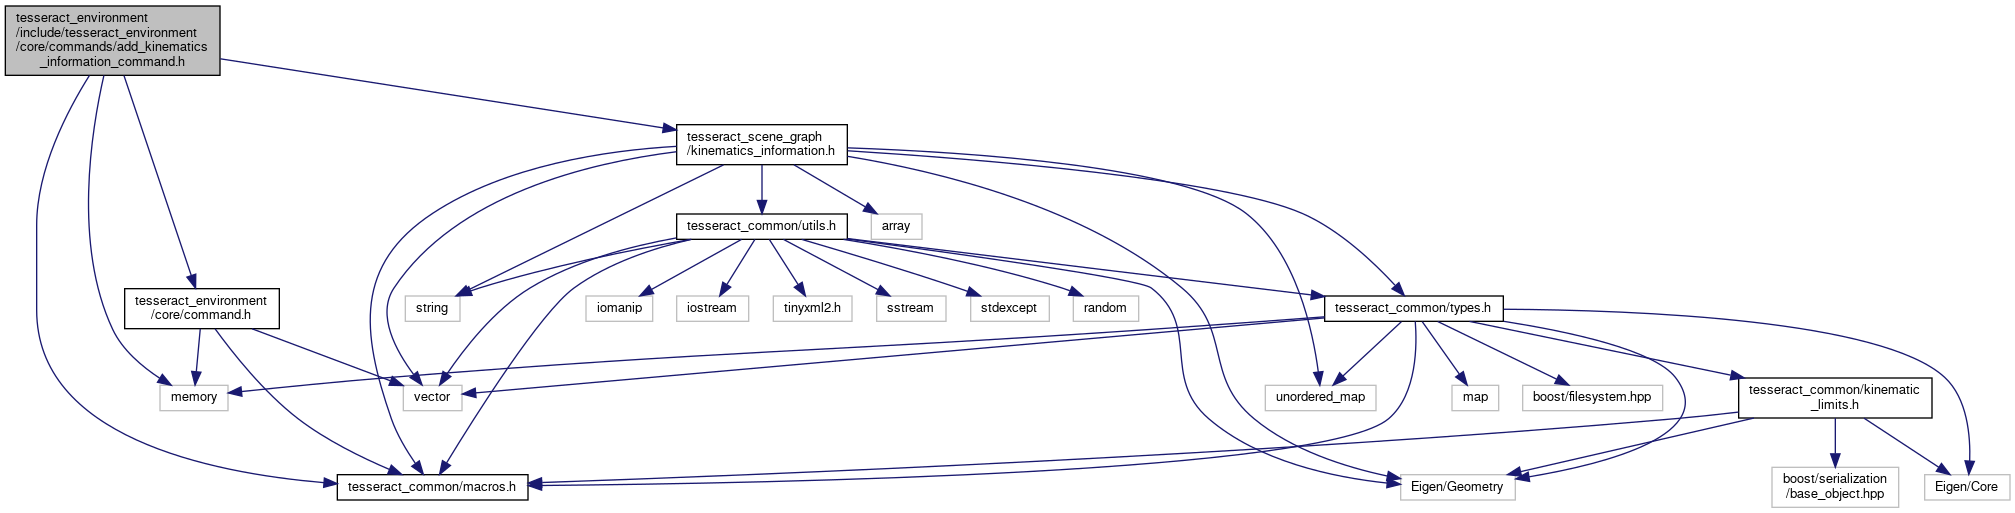 tesseract_environment
/include/tesseract_environment
/core/commands/add_kinematics
_information_command.h
tesseract_scene_graph
/kinematics_information.h
tesseract_common/utils.h
array
tesseract_environment
/core/command.h
string
iomanip
iostream
tinyxml2.h
sstream
stdexcept
random
tesseract_common/types.h
memory
vector
unordered_map
map
boost/filesystem.hpp
tesseract_common/kinematic
_limits.h
tesseract_common/macros.h
Eigen/Geometry
boost/serialization
/base_object.hpp
Eigen/Core